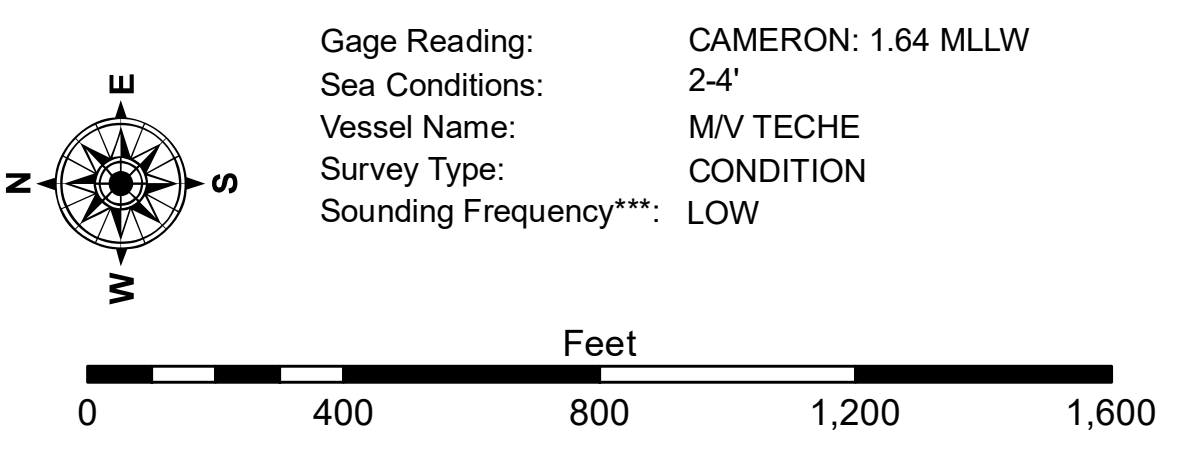 Gage Reading: CAMERON: 1.64 MLLW
Sea Conditions: 2-4'
Vessel Name: M/V TECHE
Survey Type: CONDITION
Sounding Frequency***: LOW
E
N
S
W
Feet
0 400 800 1,200 1,600